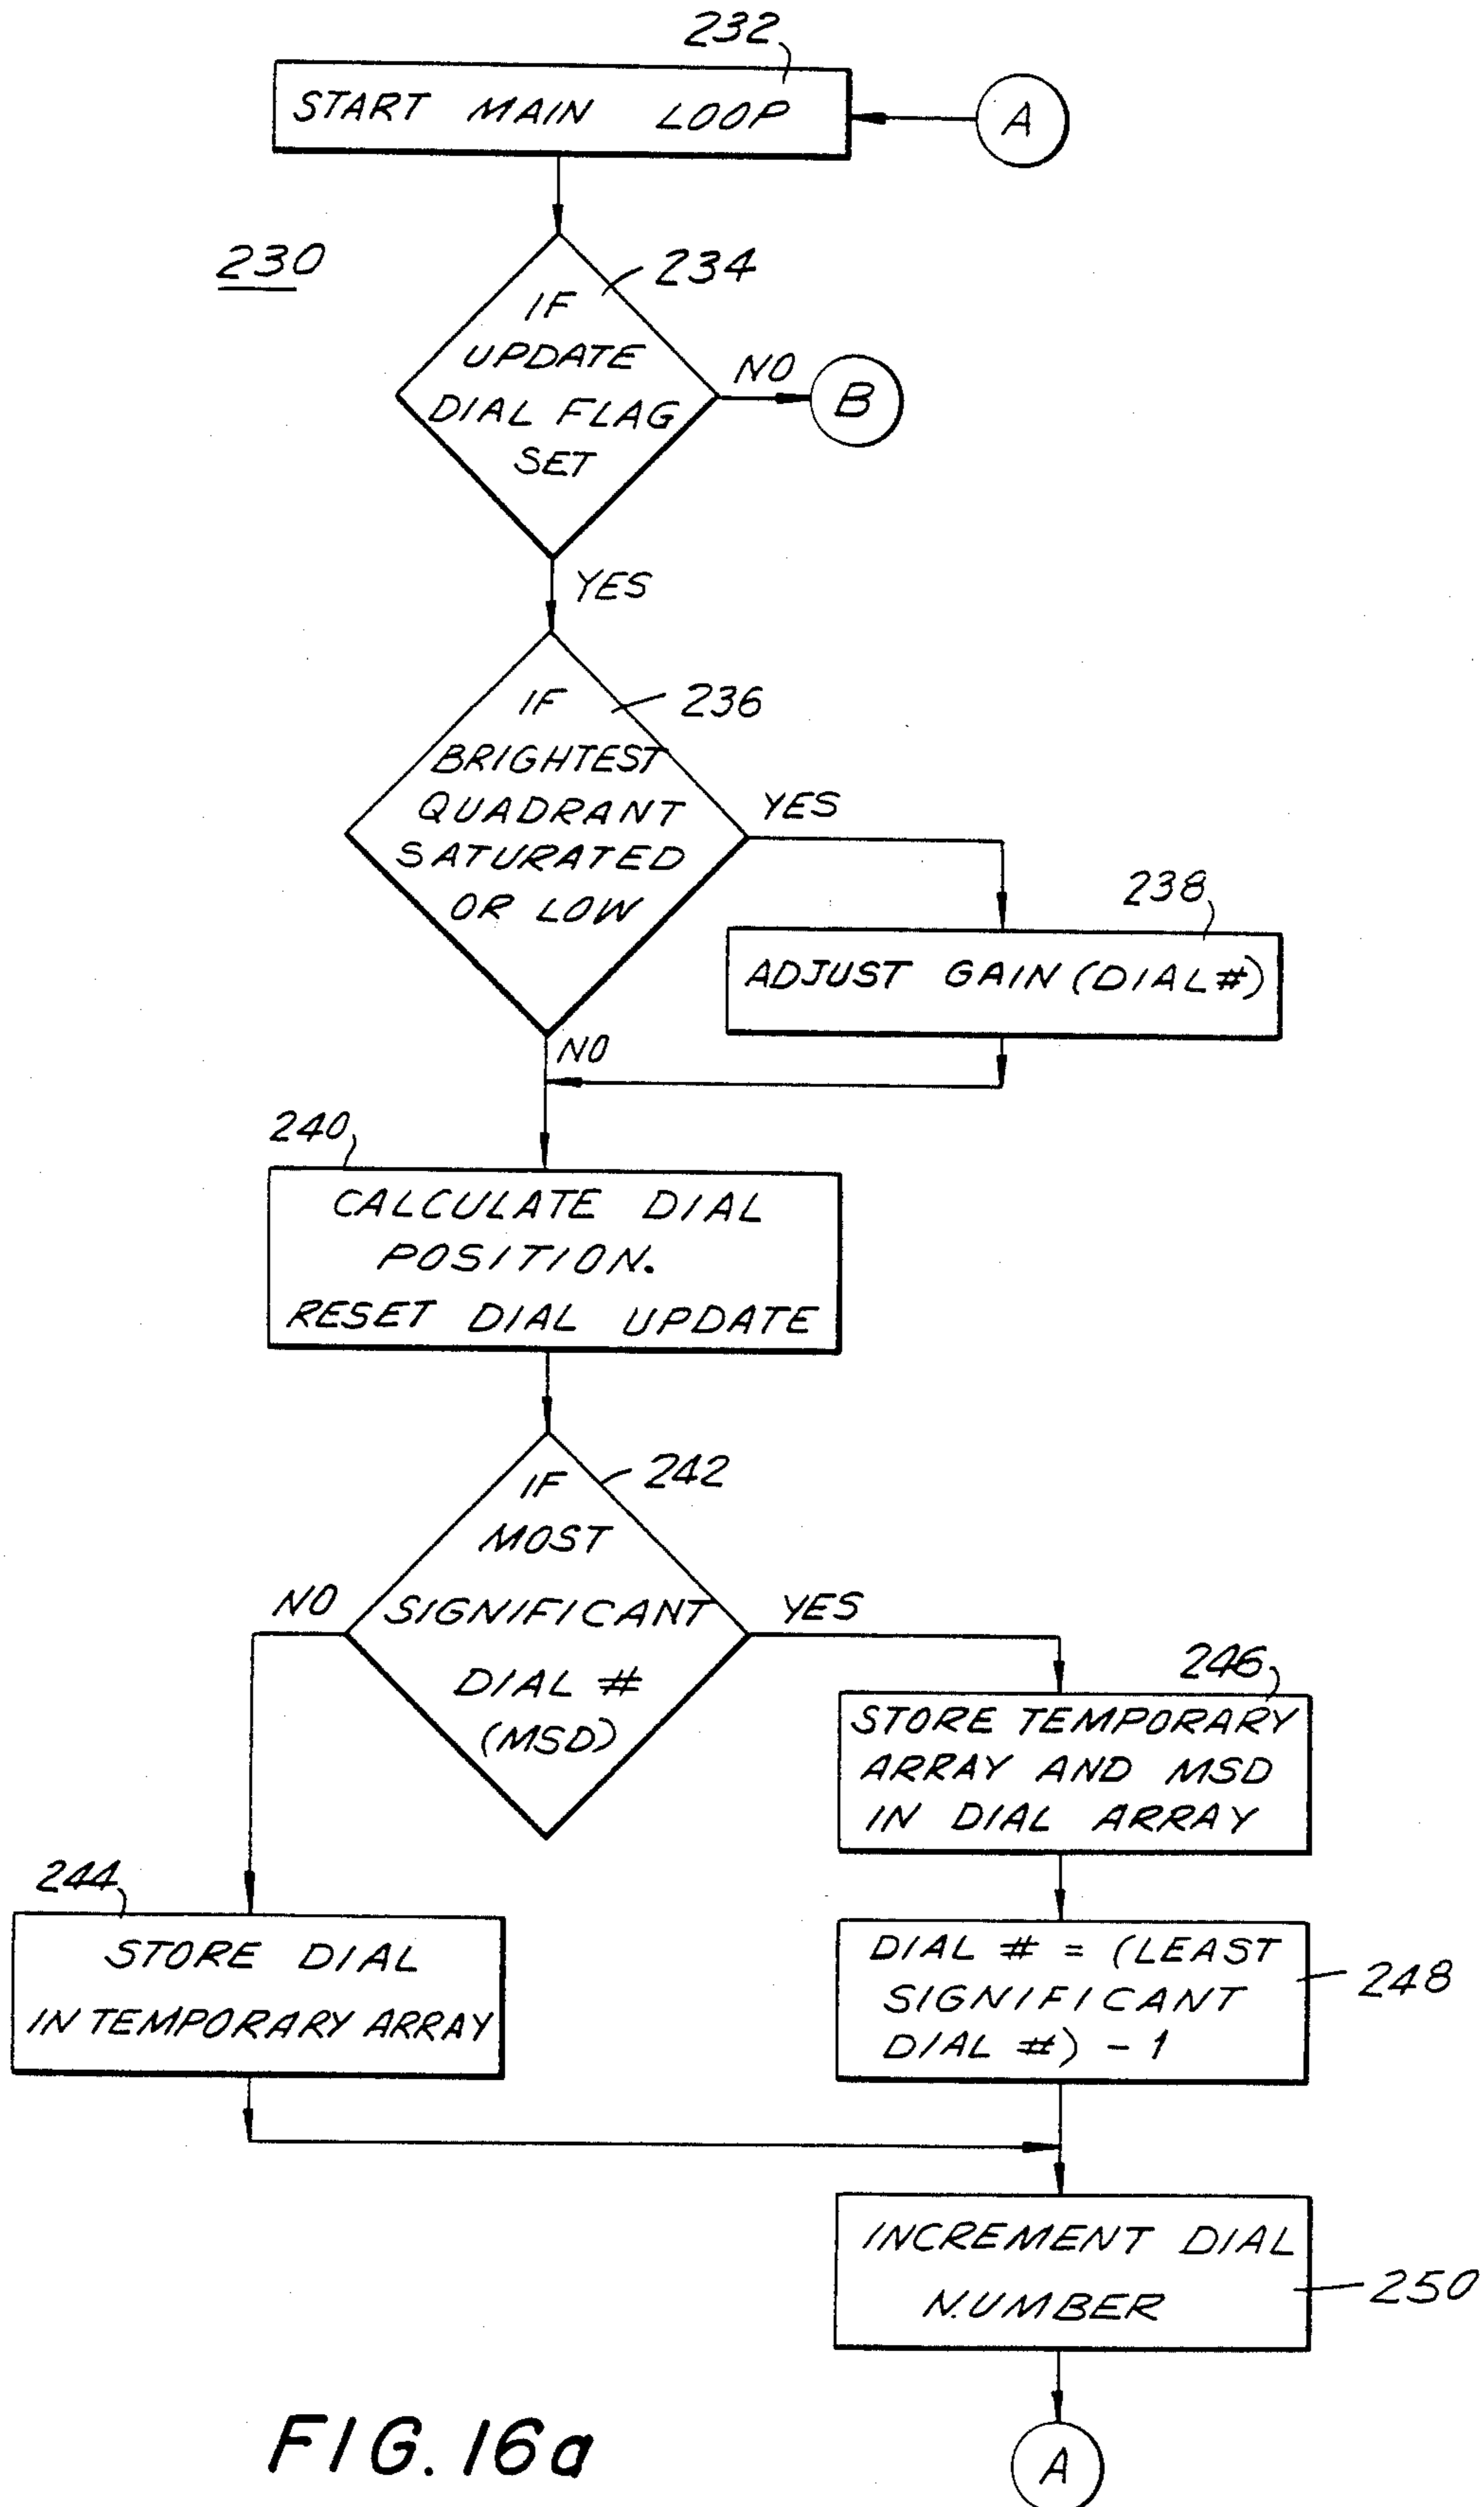 232
START MAIN LOOP
A
230
234
IF
UPDATE
DIAL FLAG
SET
NO
B
YES
236
IF
BRIGHTEST
QUADRANT
SATURATED
OR LOW
YES
238
ADJUST GAIN (DIAL #)
NO
240
CALCULATE DIAL
POSITION.
RESET DIAL UPDATE
242
IF
MOST
SIGNIFICANT
DIAL #
(MSD)
NO
YES
246
STORE TEMPORARY
ARRAY AND MSD
IN DIAL ARRAY
244
STORE DIAL
IN TEMPORARY ARRAY
DIAL # = (LEAST
SIGNIFICANT
DIAL #) - 1
248
INCREMENT DIAL
NUMBER
250
A
FIG. 16a